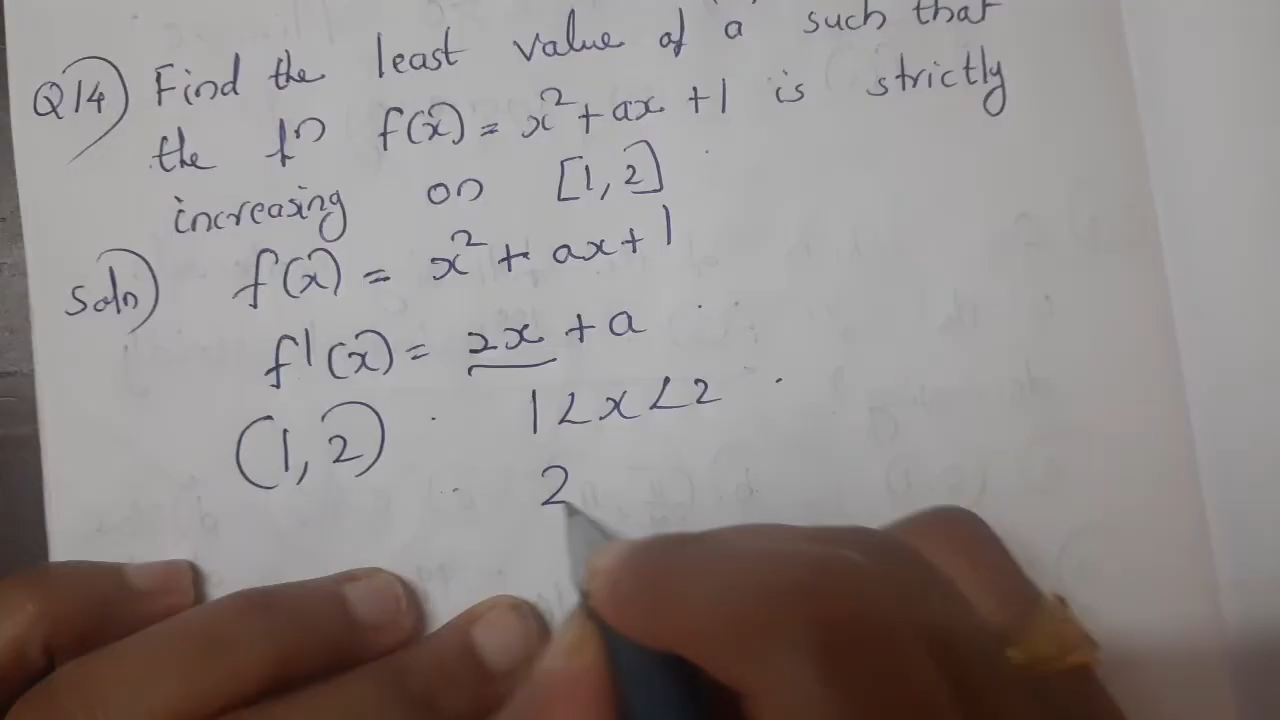 Q14) Find the least value of a such that
the fn f(x) = x² + ax + 1 is strictly
increasing on [1, 2]
Soln) f(x) = x² + ax + 1
f'(x) = 2x + a
(1, 2) 1 < x < 2
2